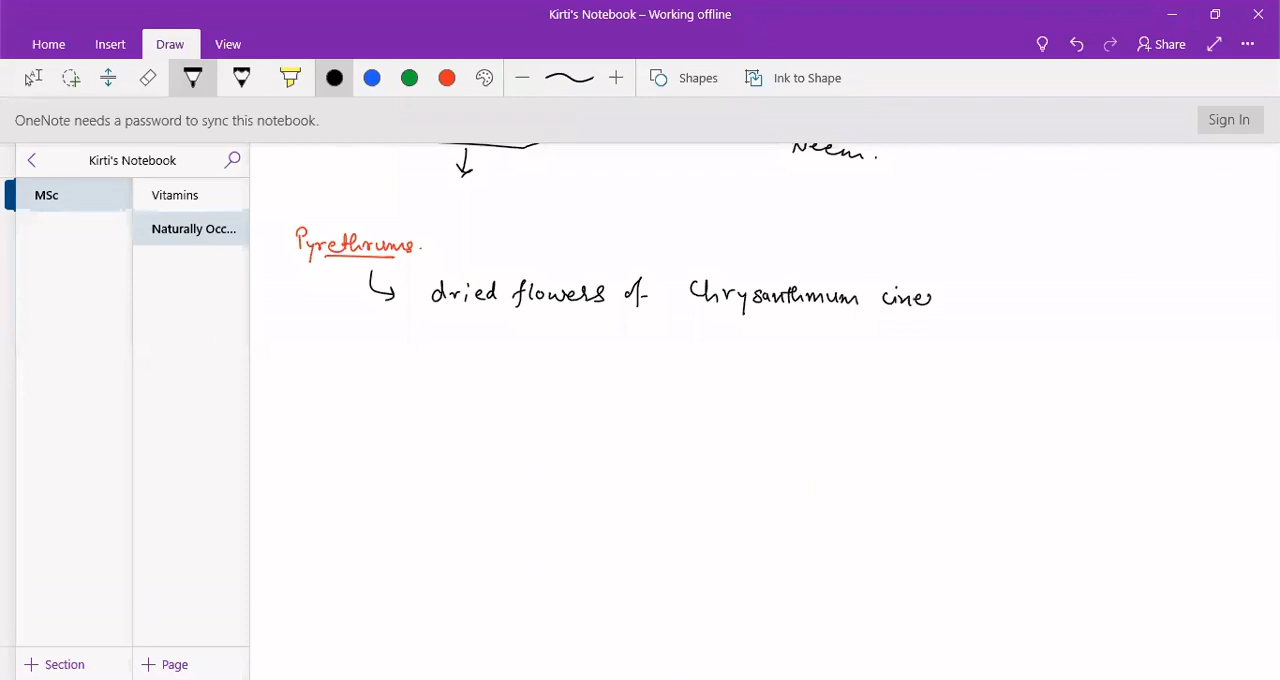 Kirti's Notebook – Working offline
Home Insert Draw View Share
Shapes Ink to Shape
OneNote needs a password to sync this notebook. Sign In
Kirti's Notebook
MSc Vitamins
Naturally Occ...
Neem.
Pyrethrums.
dried flowers of Chrysanthmum cine
Section Page